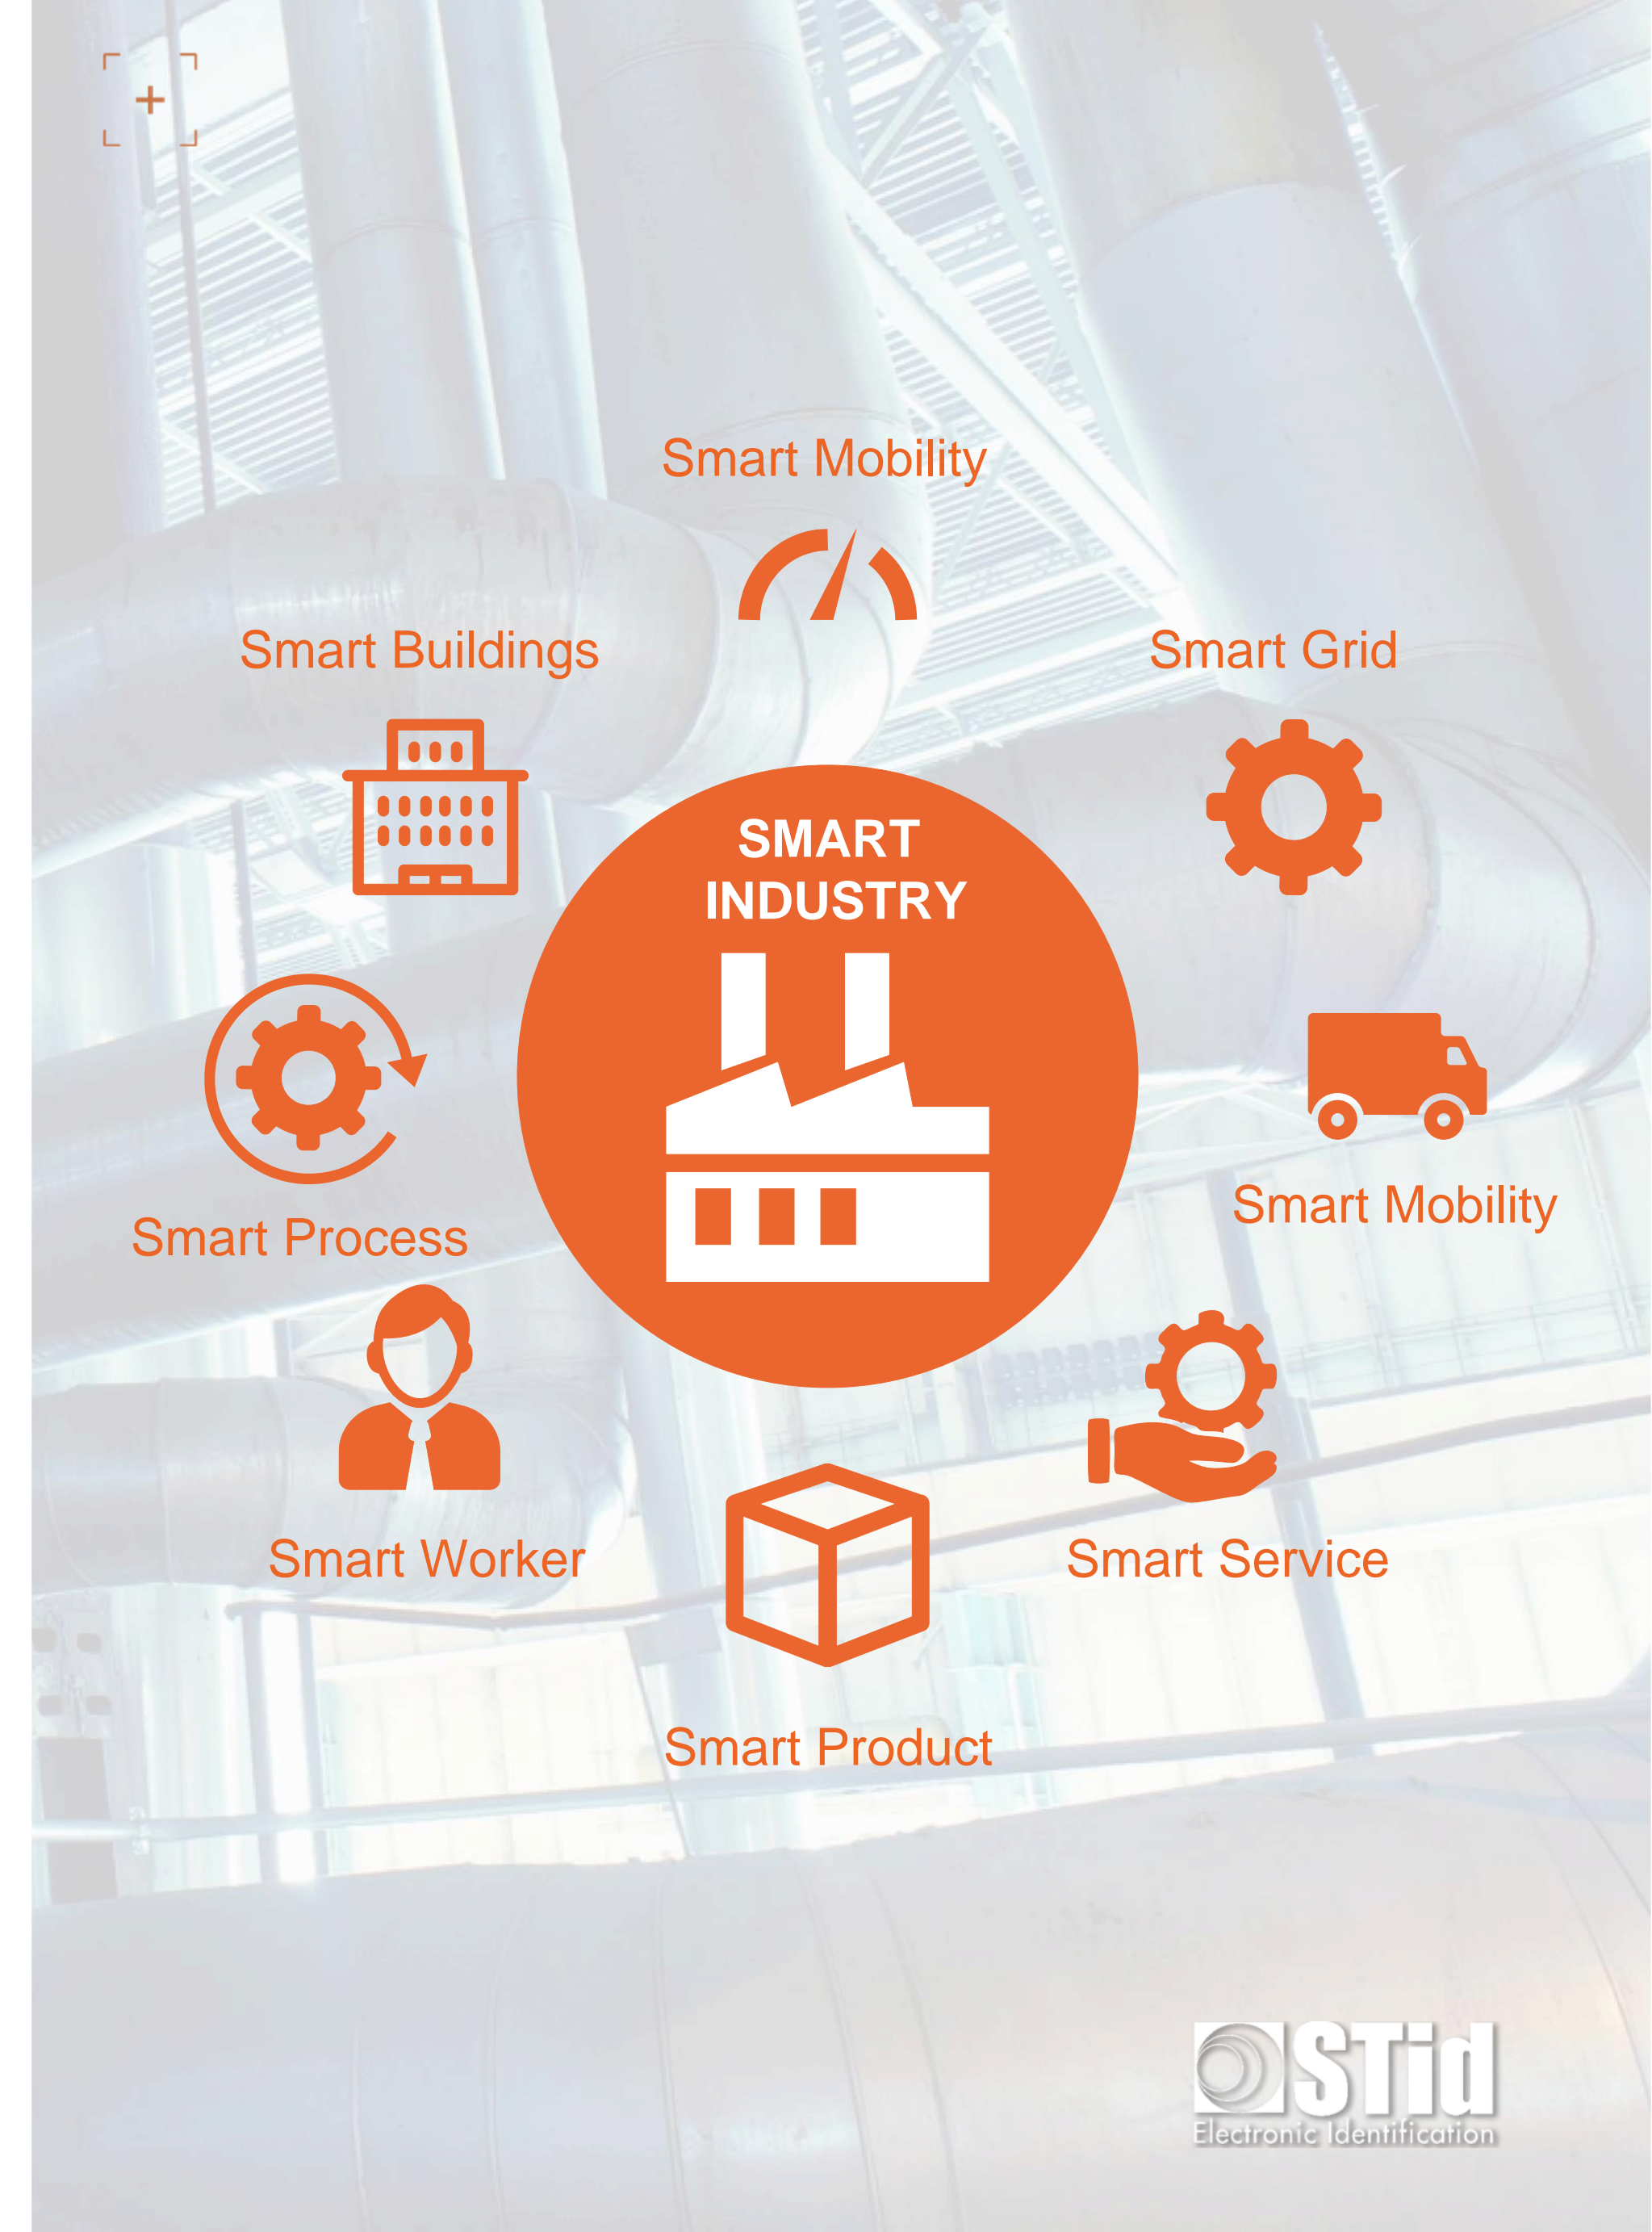 Smart Mobility
Smart Buildings
Smart Grid
SMART
INDUSTRY
Smart Mobility
Smart Process
Smart Worker
Smart Service
Smart Product
STid
Electronic Identification